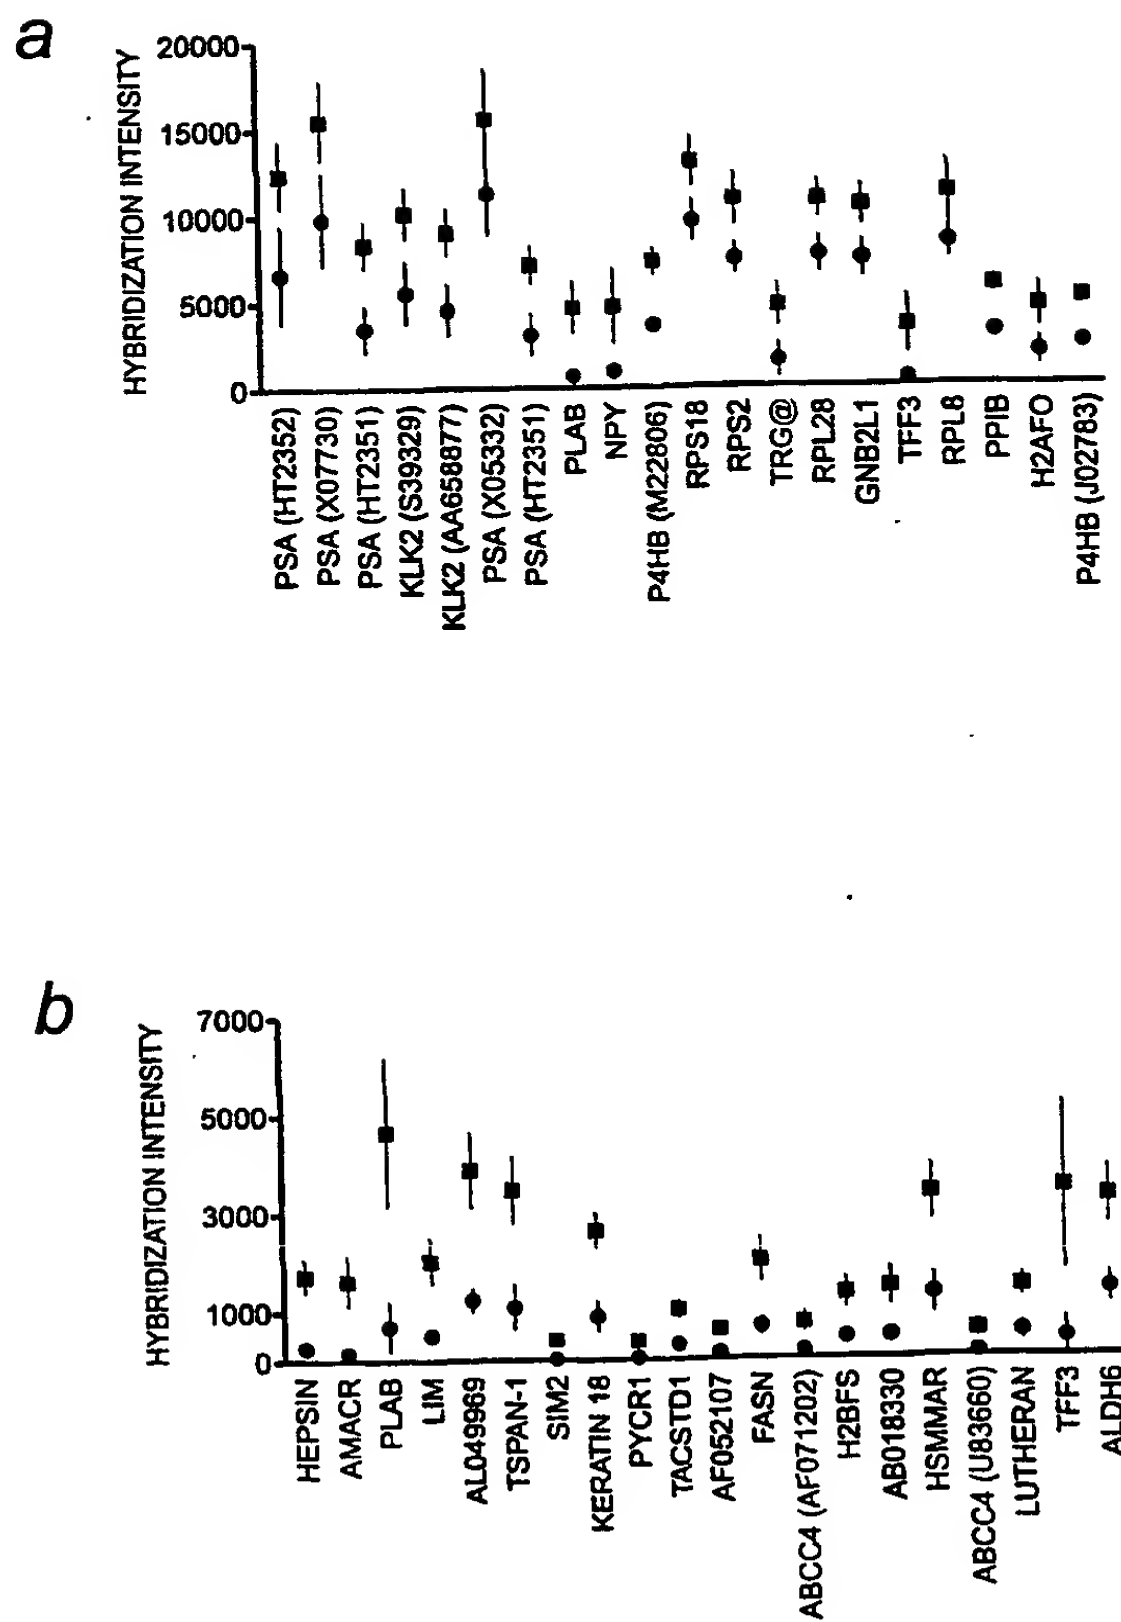 a
HYBRIDIZATION INTENSITY
20000
15000
10000
5000
0
PSA (HT2352)
PSA (X07730)
PSA (HT2351)
KLK2 (S39329)
KLK2 (AA658877)
PSA (X05332)
PSA (HT2351)
PLAB
NPY
P4HB (M22806)
RPS18
RPS2
TRG@
RPL28
GNB2L1
TFF3
RPL8
PPIB
H2AFO
P4HB (J02783)
b
HYBRIDIZATION INTENSITY
7000
5000
3000
1000
0
HEPSIN
AMACR
PLAB
LIM
AL049969
TSPAN-1
SIM2
KERATIN 18
PYCR1
TACSTD1
AF052107
FASN
ABCC4 (AF071202)
H2BFS
AB018330
HSMMAR
ABCC4 (U83660)
LUTHERAN
TFF3
ALDH6